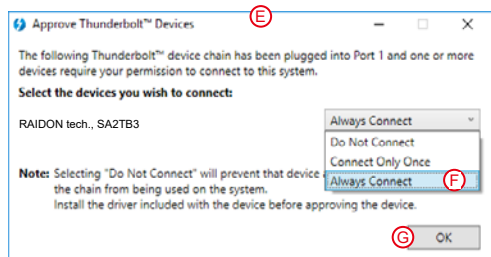 Approve Thunderbolt™ Devices
E
The following Thunderbolt™ device chain has been plugged into Port 1 and one or more
devices require your permission to connect to this system.
Select the devices you wish to connect:
RAIDON tech., SA2TB3
Always Connect
Do Not Connect
Connect Only Once
Always Connect
F
Note: Selecting "Do Not Connect" will prevent that device
the chain from being used on the system.
Install the driver included with the device before approving the device.
G
OK